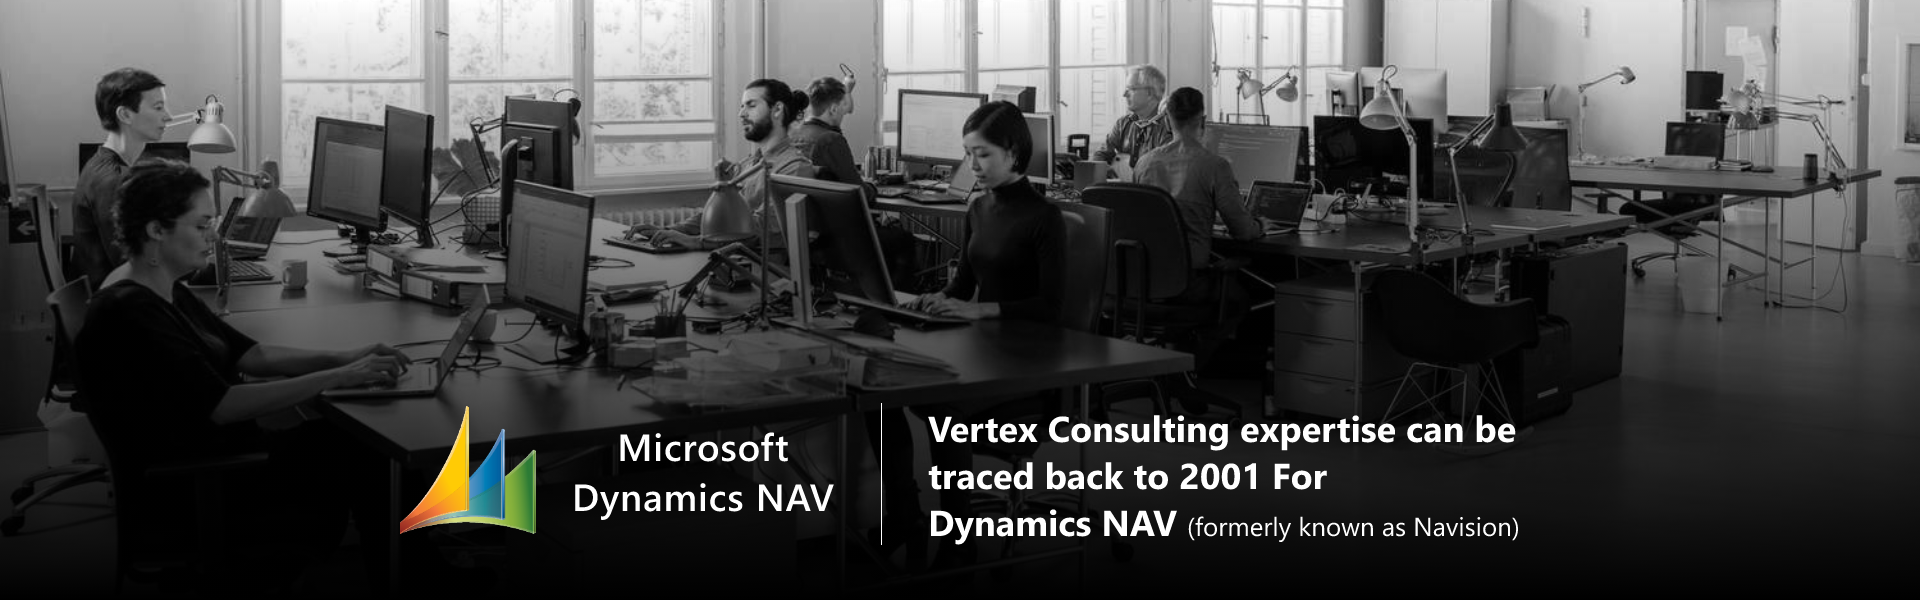 Microsoft
Dynamics NAV
Vertex Consulting expertise can be
traced back to 2001 For
Dynamics NAV (formerly known as Navision)